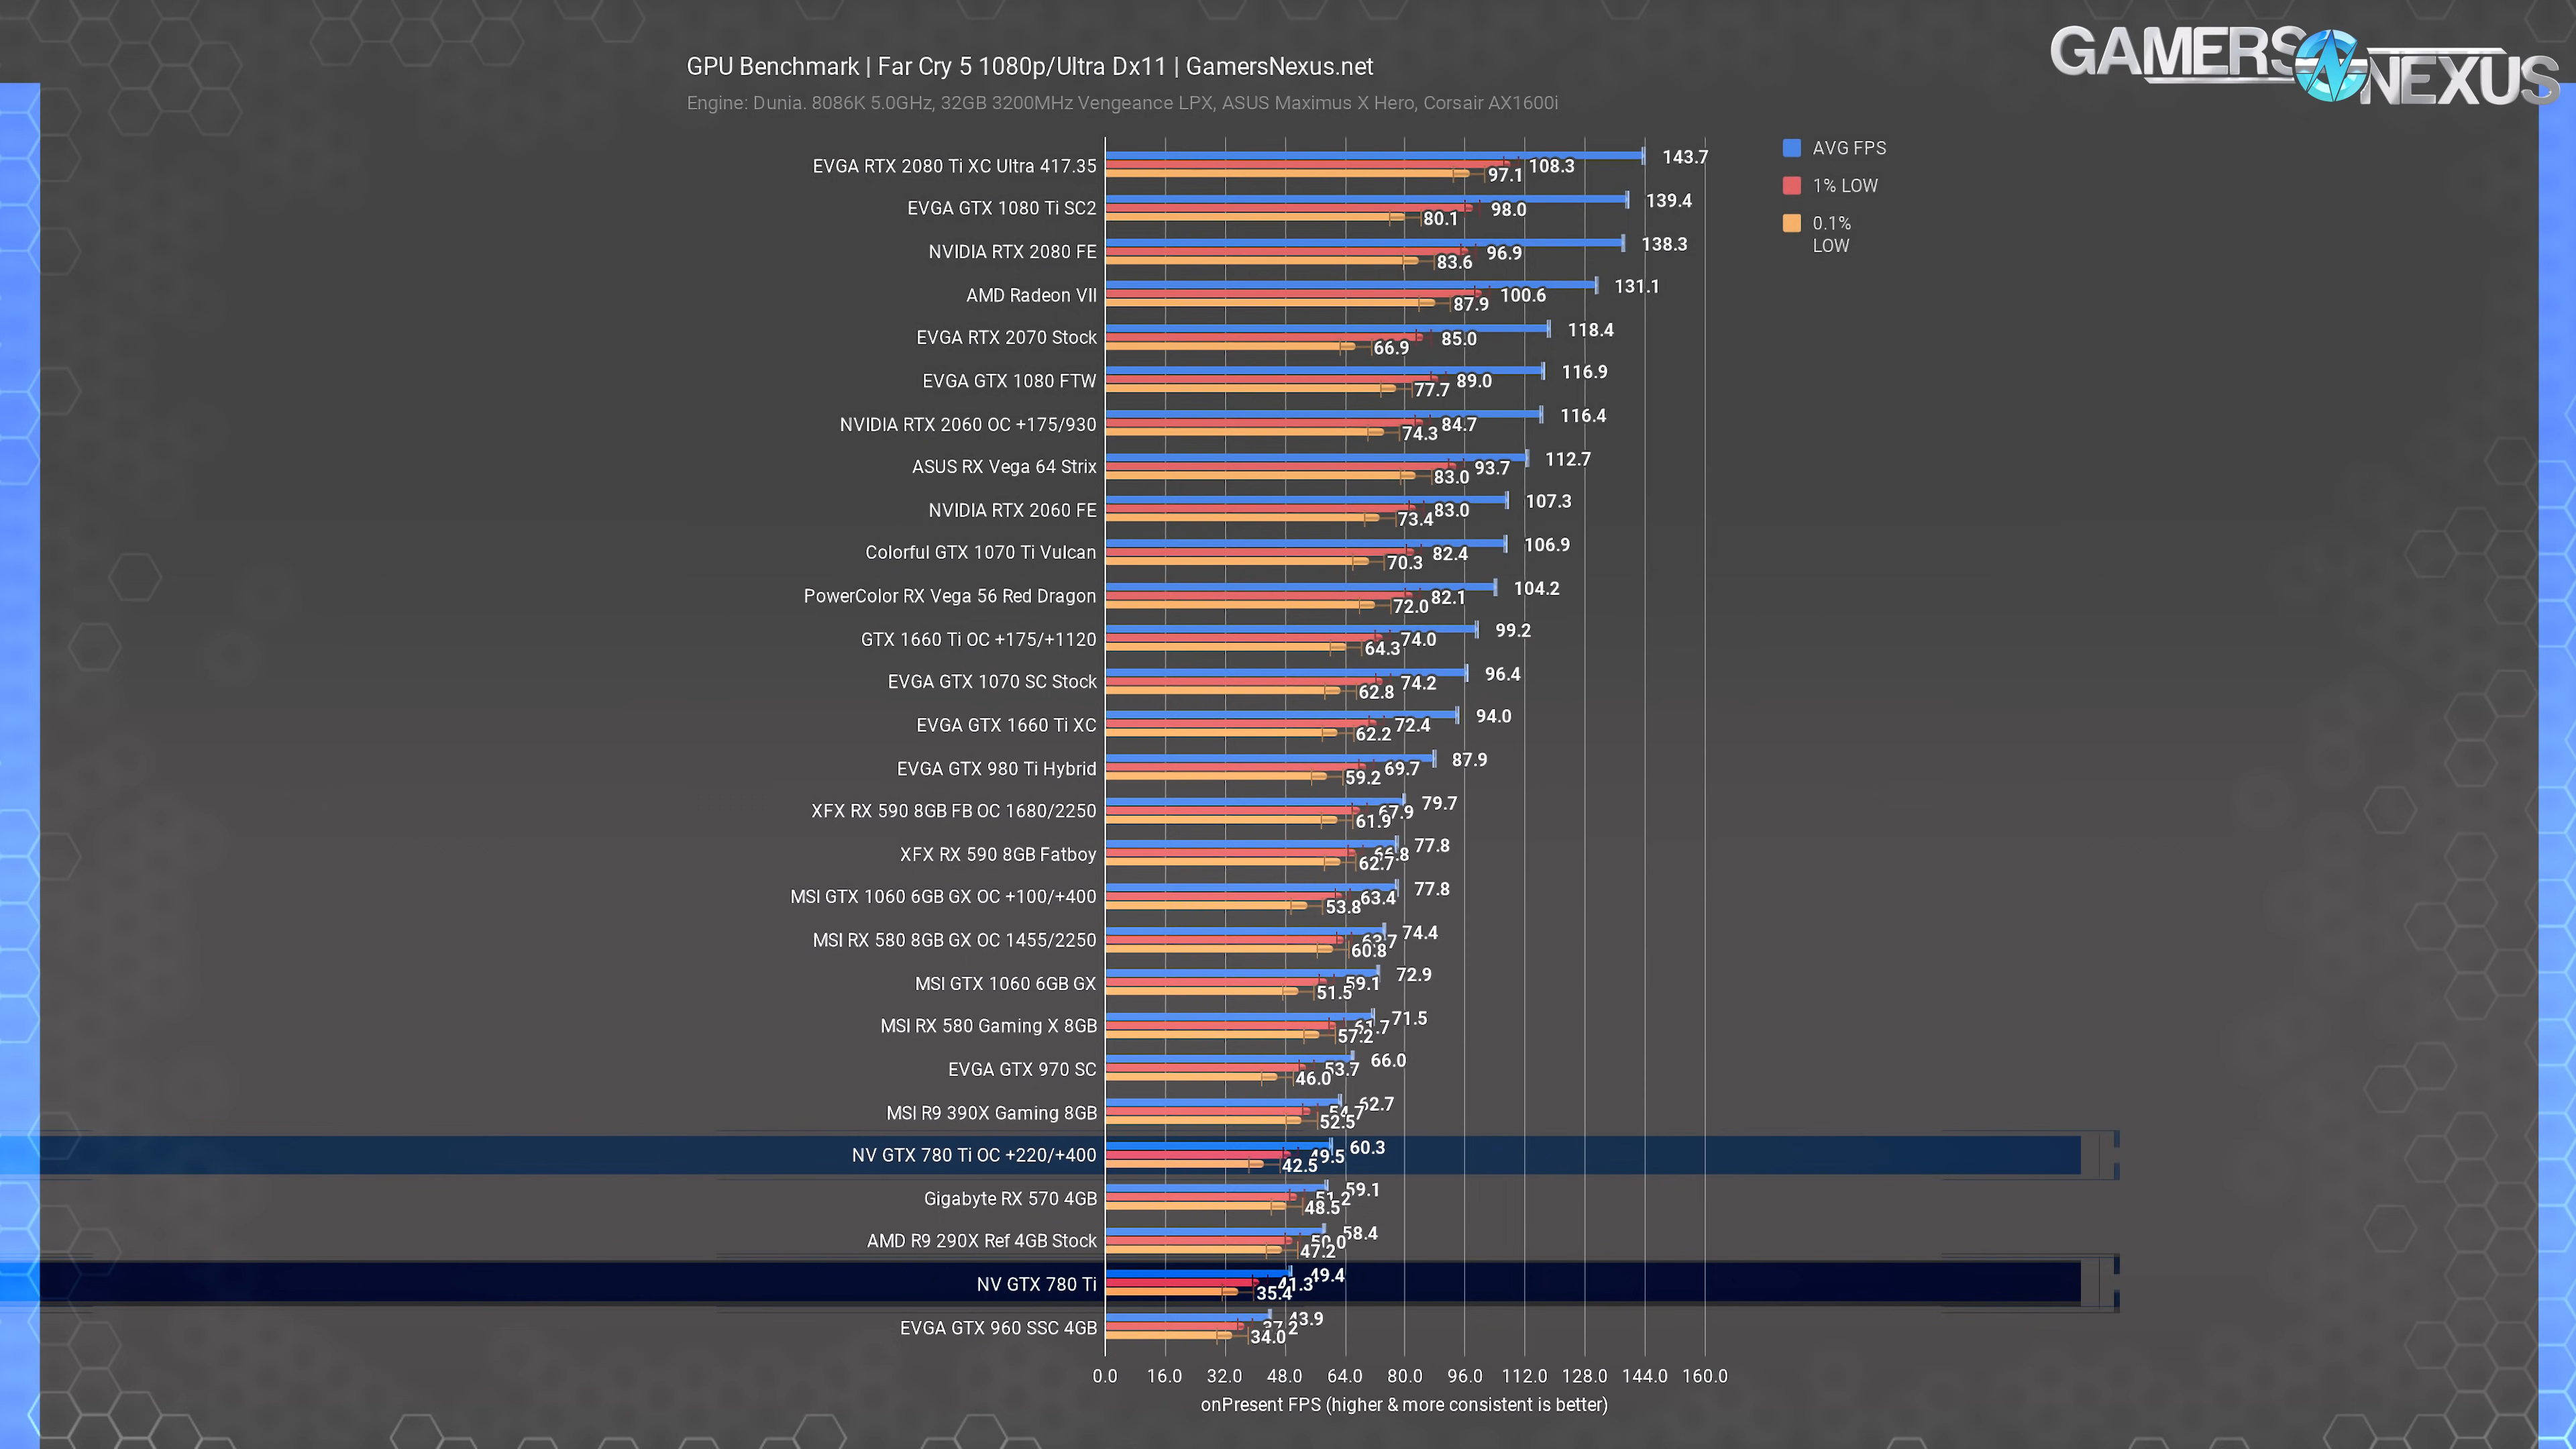 GAMERS NEXUS
GPU Benchmark | Far Cry 5 1080p/Ultra Dx11 | GamersNexus.net
Engine: Dunia. 8086K 5.0GHz, 32GB 3200MHz Vengeance LPX, ASUS Maximus X Hero, Corsair AX1600i
AVG FPS
1% LOW
0.1%
LOW
EVGA RTX 2080 Ti XC Ultra 417.35 143.7 108.3 97.1
EVGA GTX 1080 Ti SC2 139.4 98.0 80.1
NVIDIA RTX 2080 FE 138.3 96.9 83.6
AMD Radeon VII 131.1 100.6 87.9
EVGA RTX 2070 Stock 118.4 85.0 66.9
EVGA GTX 1080 FTW 116.9 89.0 77.7
NVIDIA RTX 2060 OC +175/930 116.4 84.7 74.3
ASUS RX Vega 64 Strix 112.7 93.7 83.0
NVIDIA RTX 2060 FE 107.3 83.0 73.4
Colorful GTX 1070 Ti Vulcan 106.9 82.4 70.3
PowerColor RX Vega 56 Red Dragon 104.2 82.1 72.0
GTX 1660 Ti OC +175/+1120 99.2 74.0 64.3
EVGA GTX 1070 SC Stock 96.4 74.2 62.8
EVGA GTX 1660 Ti XC 94.0 72.4 62.2
EVGA GTX 980 Ti Hybrid 87.9 69.7 59.2
XFX RX 590 8GB FB OC 1680/2250 79.7 67.9 61.9
XFX RX 590 8GB Fatboy 77.8 66.8 62.7
MSI GTX 1060 6GB GX OC +100/+400 77.8 63.4 53.8
MSI RX 580 8GB GX OC 1455/2250 74.4 63.7 60.8
MSI GTX 1060 6GB GX 72.9 59.1 51.5
MSI RX 580 Gaming X 8GB 71.5 61.7 57.2
EVGA GTX 970 SC 66.0 53.7 46.0
MSI R9 390X Gaming 8GB 62.7 54.7 52.5
NV GTX 780 Ti OC +220/+400 60.3 49.5 42.5
Gigabyte RX 570 4GB 59.1 51.2 48.5
AMD R9 290X Ref 4GB Stock 58.4 50.0 47.2
NV GTX 780 Ti 49.4 41.3 35.4
EVGA GTX 960 SSC 4GB 43.9 37.2 34.0
0.0 16.0 32.0 48.0 64.0 80.0 96.0 112.0 128.0 144.0 160.0
onPresent FPS (higher & more consistent is better)